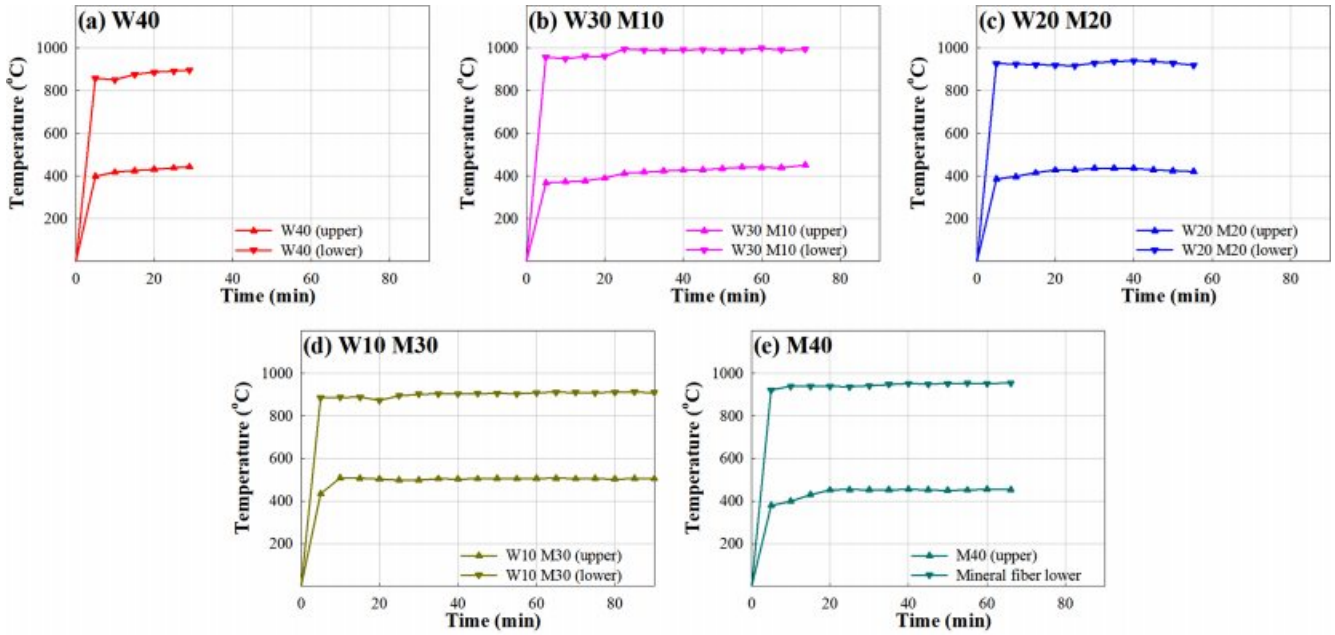 (a) W40
Temperature (°C)
1000
800
600
400
200
W40 (upper)
W40 (lower)
0 20 40 60 80
Time (min)
(b) W30 M10
Temperature (°C)
1000
800
600
400
200
W30 M10 (upper)
W30 M10 (lower)
0 20 40 60 80
Time (min)
(c) W20 M20
Temperature (°C)
1000
800
600
400
200
W20 M20 (upper)
W20 M20 (lower)
0 20 40 60 80
Time (min)
(d) W10 M30
Temperature (°C)
1000
800
600
400
200
W10 M30 (upper)
W10 M30 (lower)
0 20 40 60 80
Time (min)
(e) M40
Temperature (°C)
1000
800
600
400
200
M40 (upper)
Mineral fiber lower
0 20 40 60 80
Time (min)